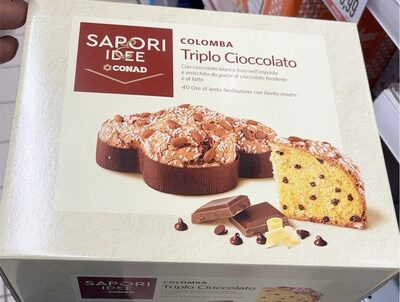 SAPORI
&
IDEE
CONAD
COLOMBA
Triplo Cioccolato
Con cioccolato bianco fuso nell'impasto
e arricchita da gocce di cioccolato fondente
e al latte
40 Ore di lenta lievitazione con lievito madre
,99
SAPORI
IDEE
CONAD
COLOMBA
Triplo Cioccolato